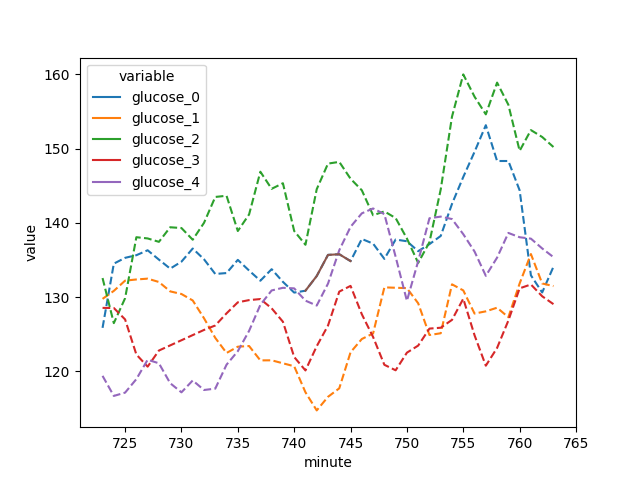 160
150
140
130
120
value
variable
glucose_0
glucose_1
glucose_2
glucose_3
glucose_4
725 730 735 740 745 750 755 760 765
minute